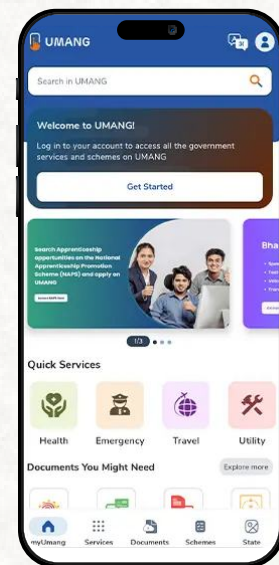 UMANG
Search in UMANG
Welcome to UMANG!
Log in to your account to access all the government
services and schemes on UMANG
Get Started
Search Apprenticeship
opportunities on the National
Apprenticeship Promotion
Scheme (NAPS) and apply on
UMANG
Bha
1/3
Quick Services
Health
Emergency
Travel
Utility
Documents You Might Need
Explore more
myUmang
Services
Documents
Schemes
State